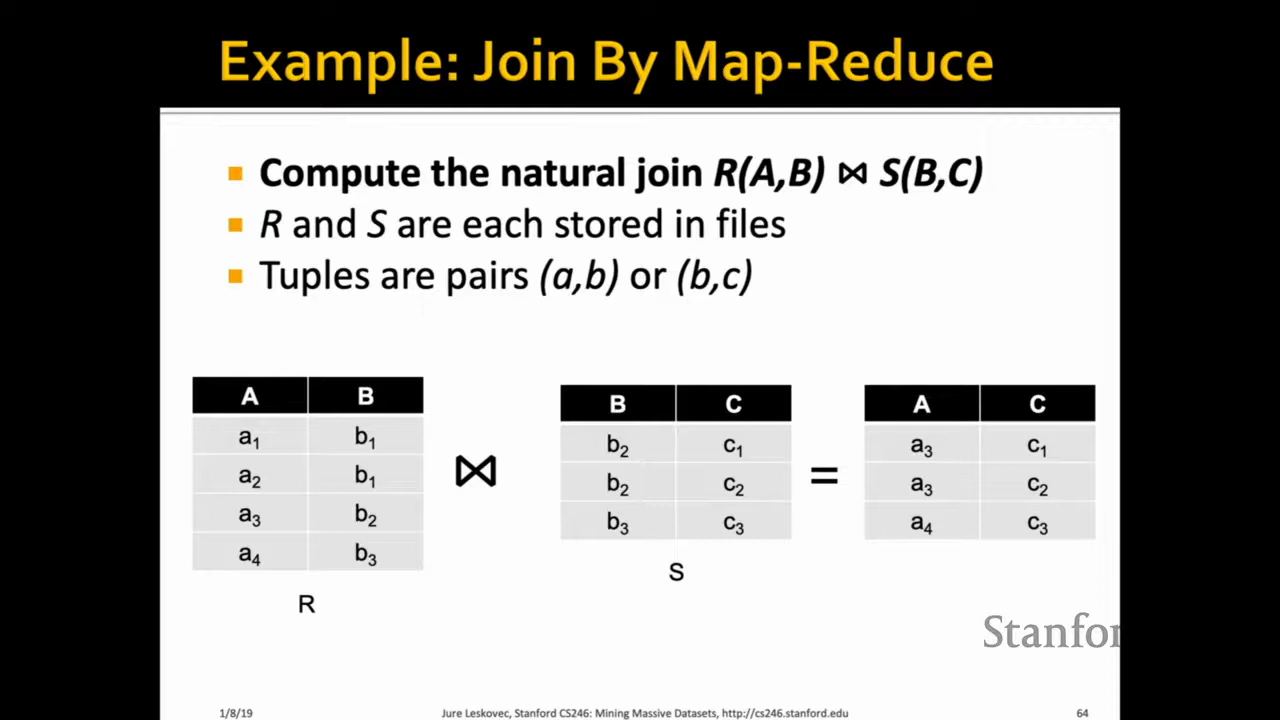 Example: Join By Map-Reduce
Compute the natural join R(A,B) ⋈ S(B,C)
R and S are each stored in files
Tuples are pairs (a,b) or (b,c)
A B
a₁ b₁
a₂ b₁
a₃ b₂
a₄ b₃
R
⋈
B C
b₂ c₁
b₂ c₂
b₃ c₃
S
=
A C
a₃ c₁
a₃ c₂
a₄ c₃
Stanfor
1/8/19 Jure Leskovec, Stanford CS246: Mining Massive Datasets, http://cs246.stanford.edu 64